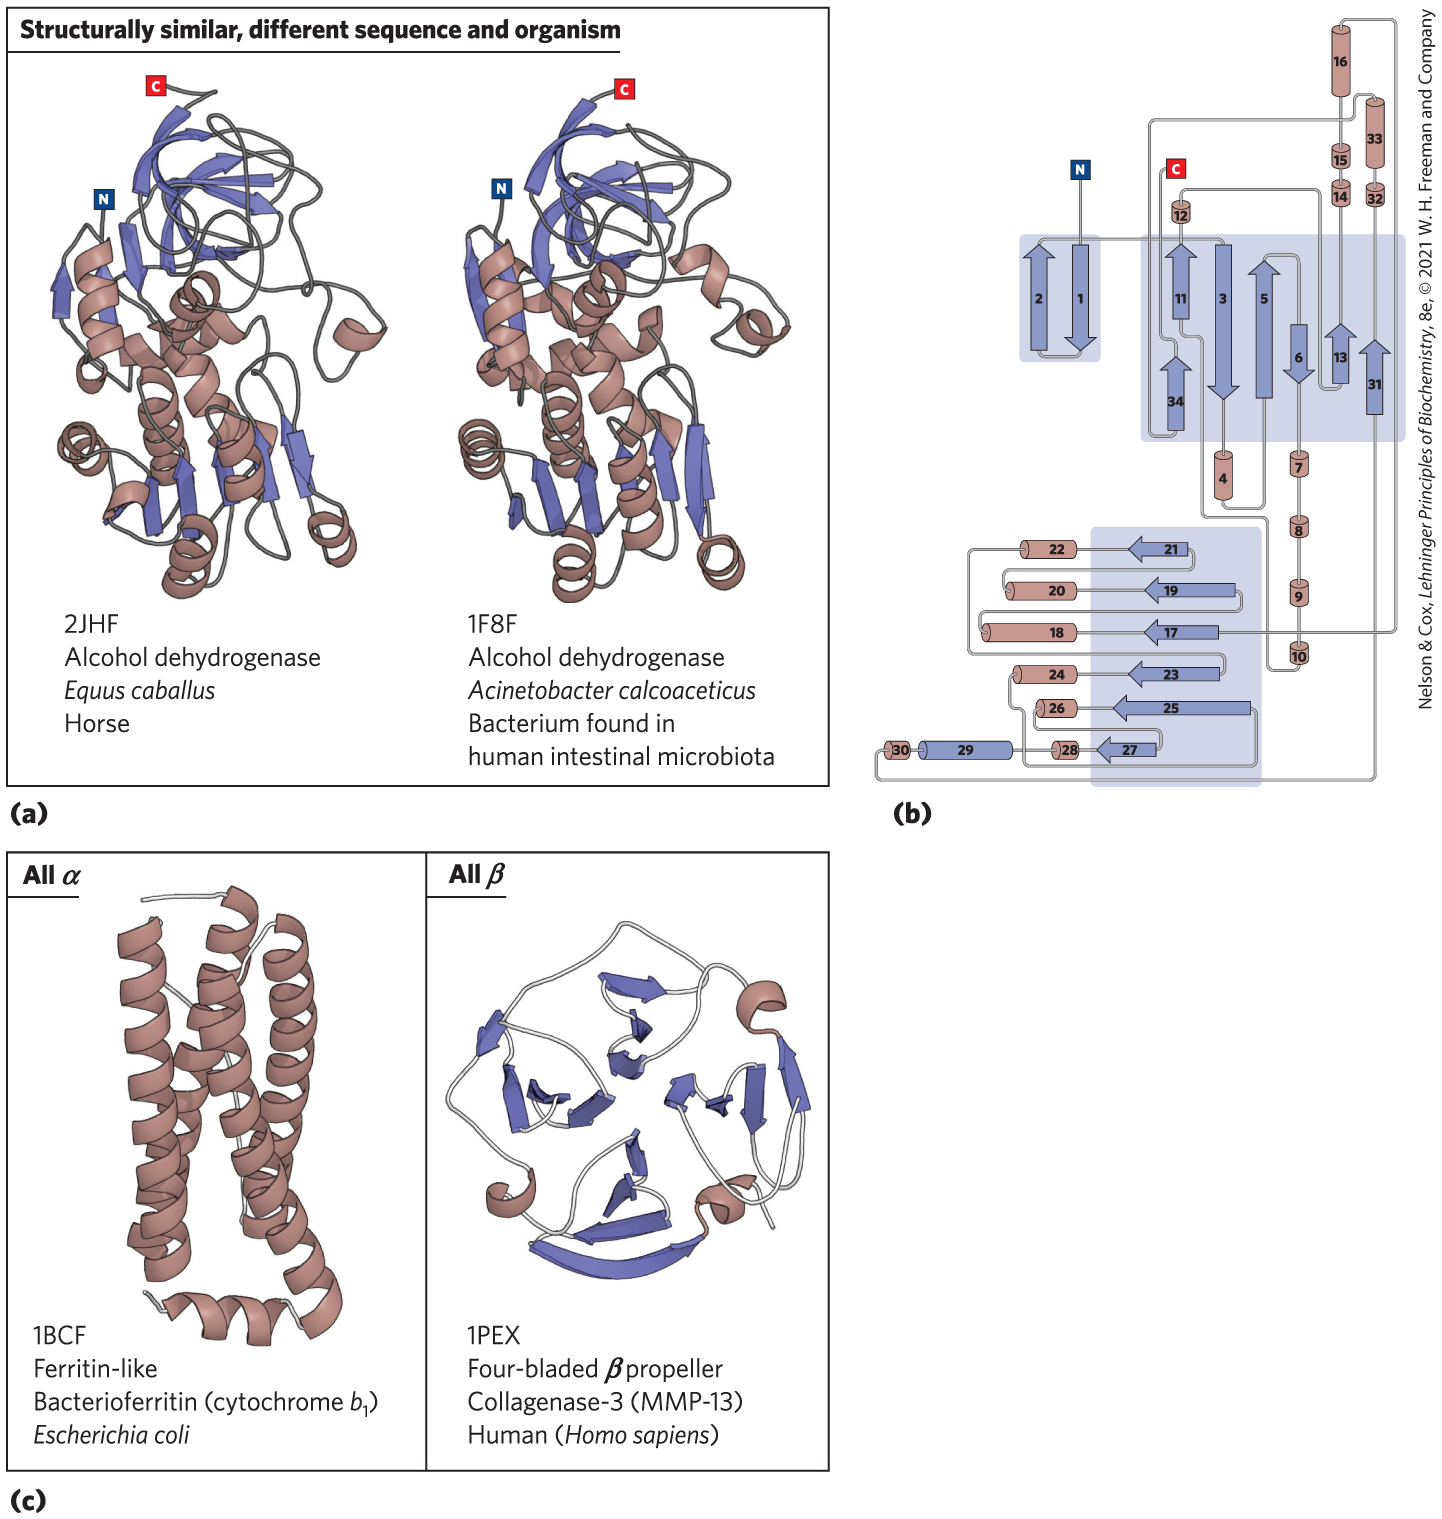 Structurally similar, different sequence and organism
C
N
C
N
2JHF
Alcohol dehydrogenase
Equus caballus
Horse
1F8F
Alcohol dehydrogenase
Acinetobacter calcoaceticus
Bacterium found in
human intestinal microbiota
(a)
16
33
15
14
32
N
C
12
2
1
11
3
5
6
13
31
34
4
7
8
9
10
22
21
20
19
18
17
24
23
26
25
30
29
28
27
(b)
Nelson & Cox, Lehninger Principles of Biochemistry, 8e, © 2021 W. H. Freeman and Company
All α
1BCF
Ferritin-like
Bacterioferritin (cytochrome b₁)
Escherichia coli
All β
1PEX
Four-bladed β propeller
Collagenase-3 (MMP-13)
Human (Homo sapiens)
(c)